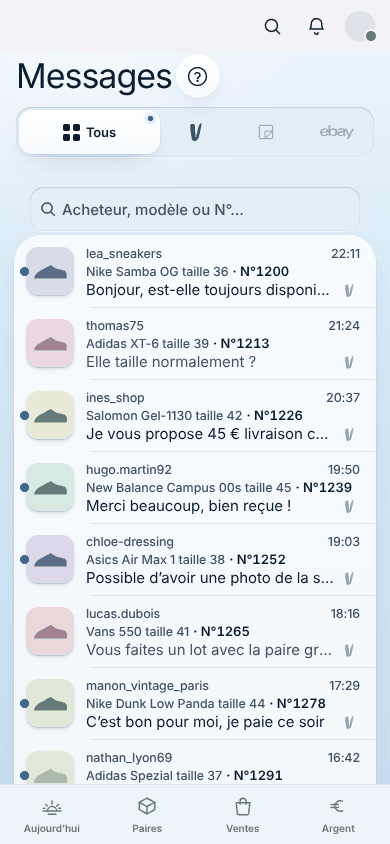 Messages ?
Tous ebay
Acheteur, modèle ou N°...
lea_sneakers 22:11
Nike Samba OG taille 36 · N°1200
Bonjour, est-elle toujours disponi...
thomas75 21:24
Adidas XT-6 taille 39 · N°1213
Elle taille normalement ?
ines_shop 20:37
Salomon Gel-1130 taille 42 · N°1226
Je vous propose 45 € livraison c...
hugo.martin92 19:50
New Balance Campus 00s taille 45 · N°1239
Merci beaucoup, bien reçue !
chloe-dressing 19:03
Asics Air Max 1 taille 38 · N°1252
Possible d’avoir une photo de la s...
lucas.dubois 18:16
Vans 550 taille 41 · N°1265
Vous faites un lot avec la paire gr...
manon_vintage_paris 17:29
Nike Dunk Low Panda taille 44 · N°1278
C’est bon pour moi, je paie ce soir
nathan_lyon69 16:42
Adidas Spezial taille 37 · N°1291
Aujourd’hui Paires Ventes Argent